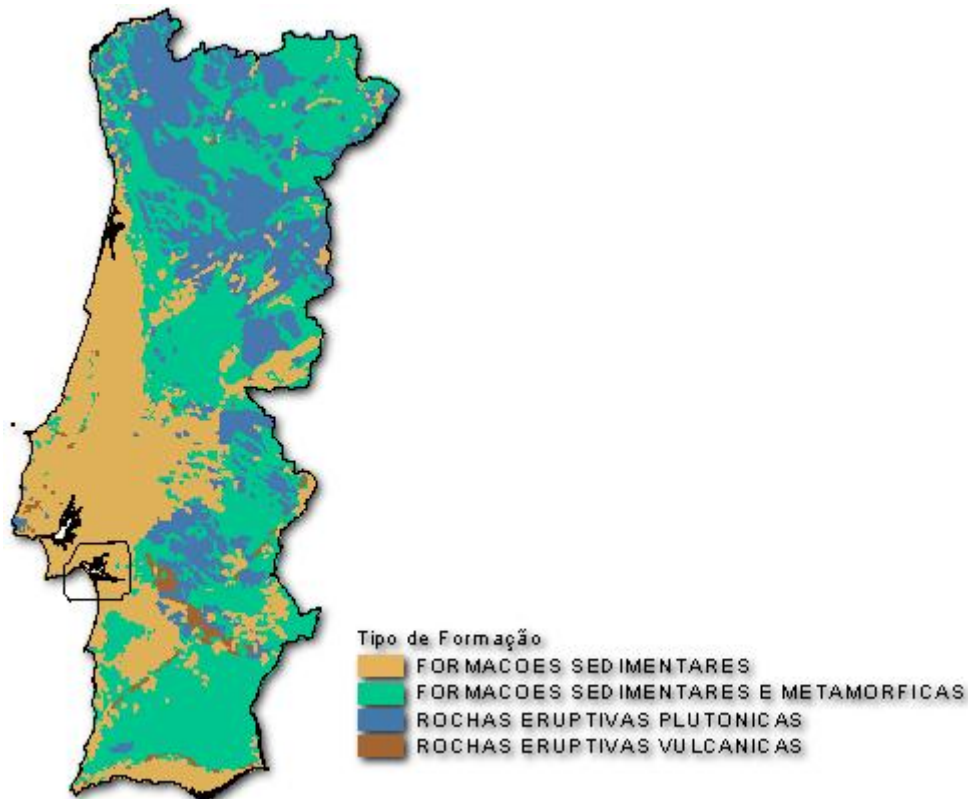 Tipo de Formação
FORMACOES SEDIMENTARES
FORMACOES SEDIMENTARES E METAMORFICAS
ROCHAS ERUPTIVAS PLUTONICAS
ROCHAS ERUPTIVAS VULCANICAS